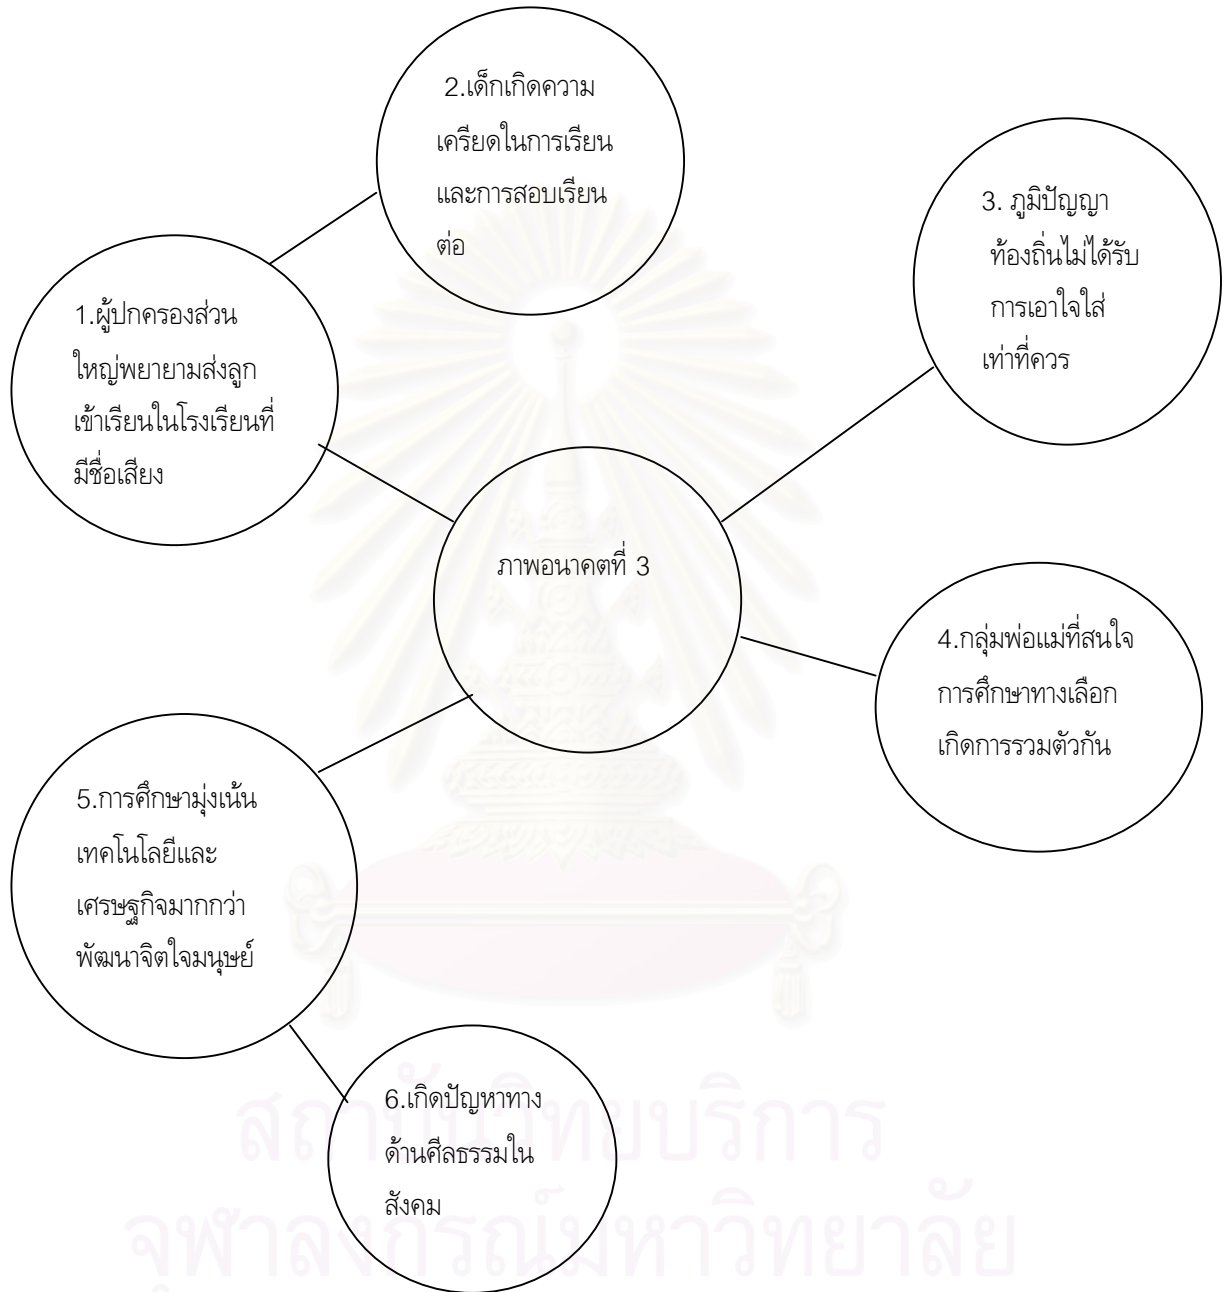 2.เด็กเกิดความ
เครียดในการเรียน
และการสอบเรียน
ต่อ
3. ภูมิปัญญา
ท้องถิ่นไม่ได้รับ
การเอาใจใส่
เท่าที่ควร
1.ผู้ปกครองส่วน
ใหญ่พยายามส่งลูก
เข้าเรียนในโรงเรียนที่
มีชื่อเสียง
ภาพอนาคตที่ 3
4.กลุ่มพ่อแม่ที่สนใจ
การศึกษาทางเลือก
เกิดการรวมตัวกัน
5.การศึกษามุ่งเน้น
เทคโนโลยีและ
เศรษฐกิจมากกว่า
พัฒนาจิตใจมนุษย์
6.เกิดปัญหาทาง
ด้านศีลธรรมใน
สังคม
สถาบันวิทยบริการ
จุฬาลงกรณ์มหาวิทยาลัย